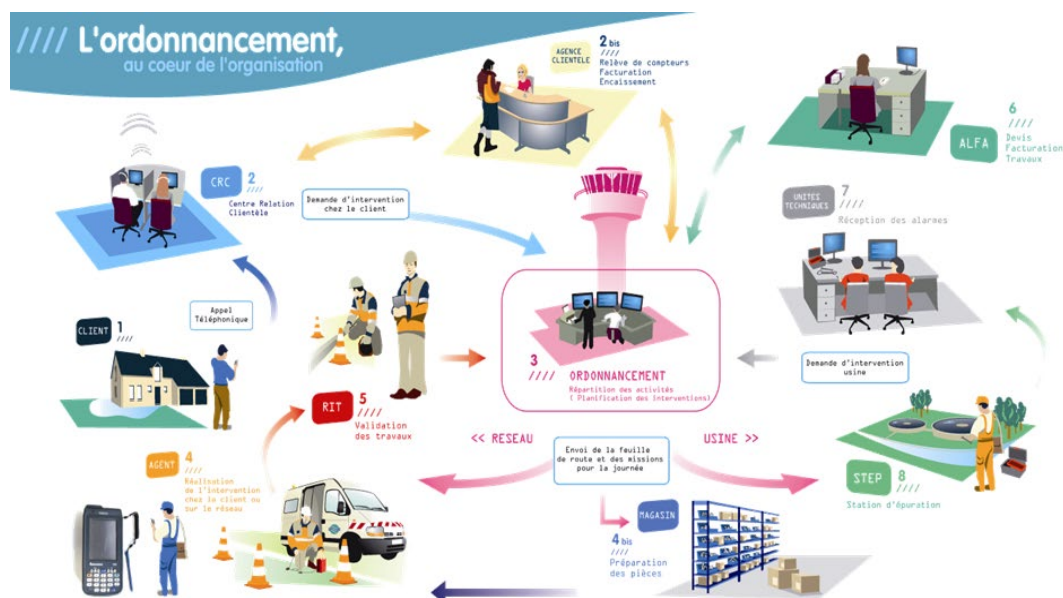 //// L'ordonnancement,
au coeur de l'organisation
AGENCE
CLIENTELE
2 bis
////
Relève de compteurs
Facturation
Encaissement
ALFA
6
////
Devis
Facturation
Travaux
CRC
2
////
Centre Relation
Clientèle
Demande d'intervention
chez le client
UNITES
TECHNIQUES
7
////
Réception des alarmes
Appel
Téléphonique
CLIENT
1
////
3
////
ORDONNANCEMENT
Répartition des activités
( Planification des interventions)
Demande d'intervention
usine
RIT
5
////
Validation
des travaux
<< RESEAU
USINE >>
Envoi de la feuille
de route et des missions
pour la journée
AGENT
4
////
Réalisation
de l'intervention
chez le client ou
sur le réseau
STEP
8
////
Station d'épuration
MAGASIN
4 bis
////
Préparation
des pièces